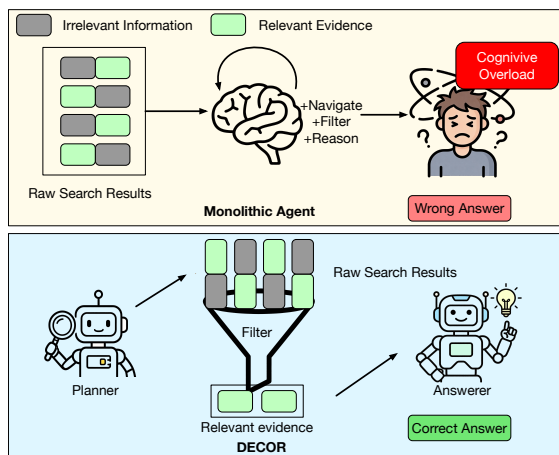 Irrelevant Information
Relevant Evidence
Cognivive
Overload
+Navigate
+Filter
+Reason
Raw Search Results
Monolithic Agent
Wrong Answer
Raw Search Results
Filter
Planner
Answerer
Relevant evidence
Correct Answer
DECOR